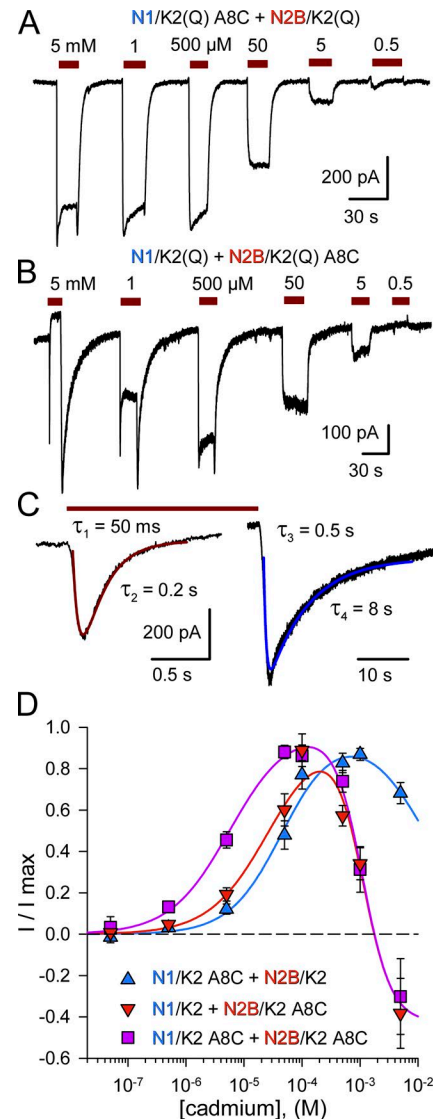 A
N1/K2(Q) A8C + N2B/K2(Q)
5 mM 1 500 µM 50 5 0.5
200 pA
30 s
B
N1/K2(Q) + N2B/K2(Q) A8C
5 mM 1 500 µM 50 5 0.5
100 pA
30 s
C
τ1 = 50 ms
τ3 = 0.5 s
τ2 = 0.2 s
τ4 = 8 s
200 pA
0.5 s
10 s
D
I / I max
1.0
0.8
0.6
0.4
0.2
0.0
-0.2
-0.4
-0.6
N1/K2 A8C + N2B/K2
N1/K2 + N2B/K2 A8C
N1/K2 A8C + N2B/K2 A8C
10-7 10-6 10-5 10-4 10-3 10-2
[cadmium], (M)